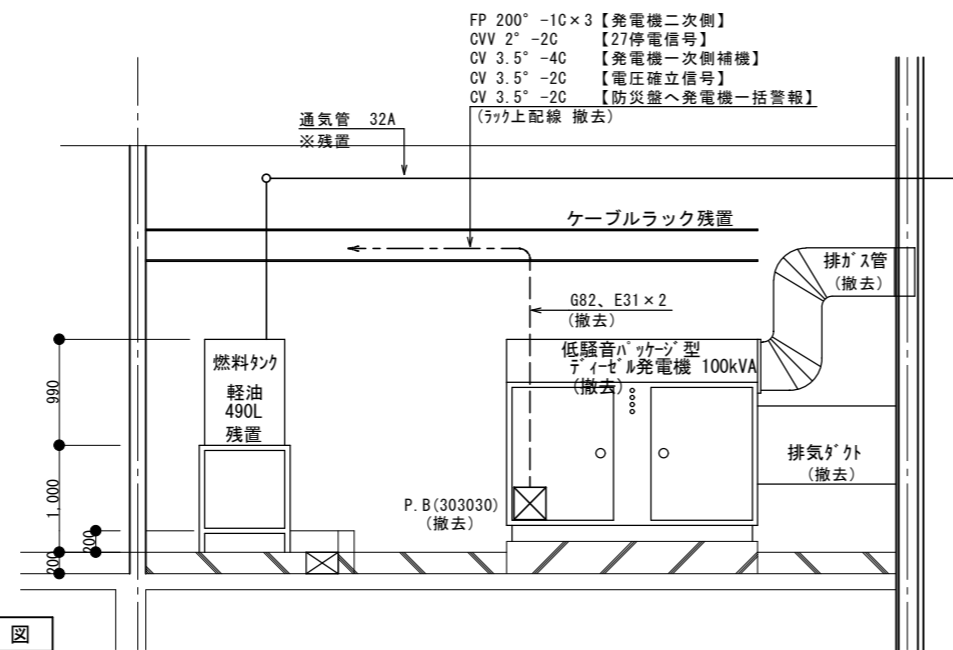 FP 200° -1C×3【発電機二次側】
CVV 2° -2C 【27停電信号】
CV 3.5° -4C 【発電機一次側補機】
CV 3.5° -2C 【電圧確立信号】
CV 3.5° -2C 【防災盤へ発電機一括警報】
(ラック上配線 撤去)
通気管 32A
※残置
ケーブルラック残置
排ガス管
(撤去)
G82、E31×2
(撤去)
低騒音パッケージ型
ディーゼル発電機 100kVA
(撤去)
燃料タンク
軽油
490L
残置
990
1,000
200
200
P.B(303030)
(撤去)
排気ダクト
(撤去)
図